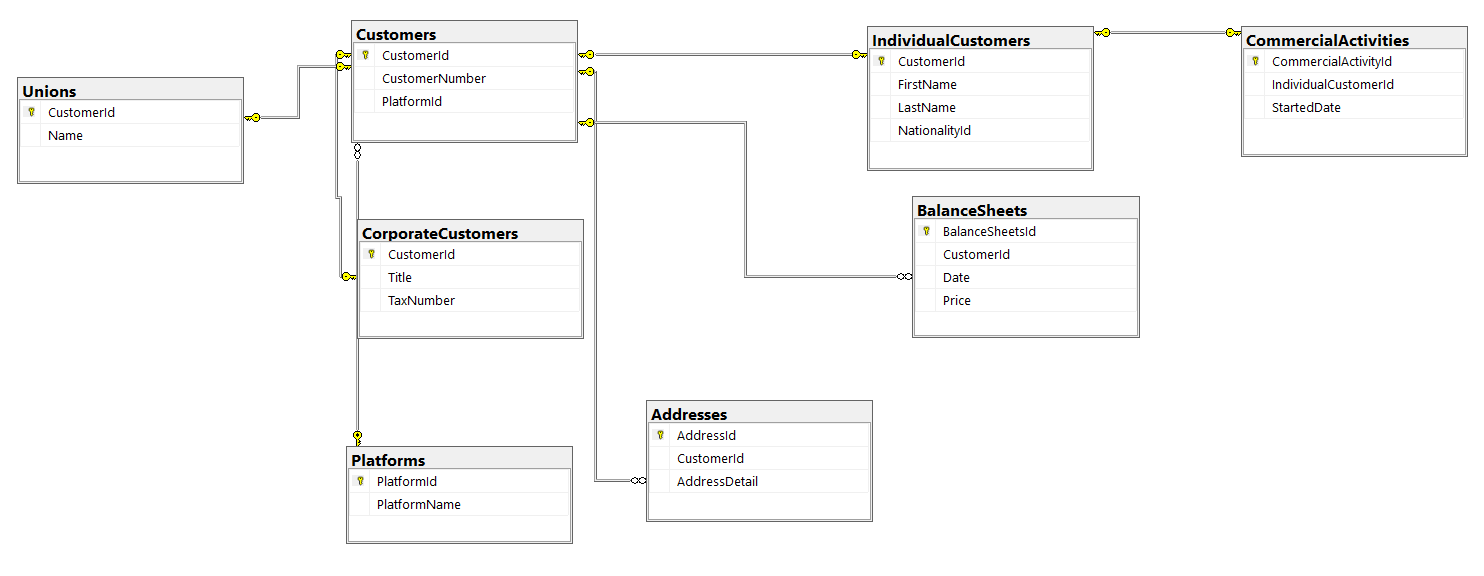 Customers
CustomerId
CustomerNumber
PlatformId
IndividualCustomers
CustomerId
FirstName
LastName
NationalityId
CommercialActivities
CommercialActivityId
IndividualCustomerId
StartedDate
Unions
CustomerId
Name
CorporateCustomers
CustomerId
Title
TaxNumber
BalanceSheets
BalanceSheetsId
CustomerId
Date
Price
Addresses
AddressId
CustomerId
AddressDetail
Platforms
PlatformId
PlatformName